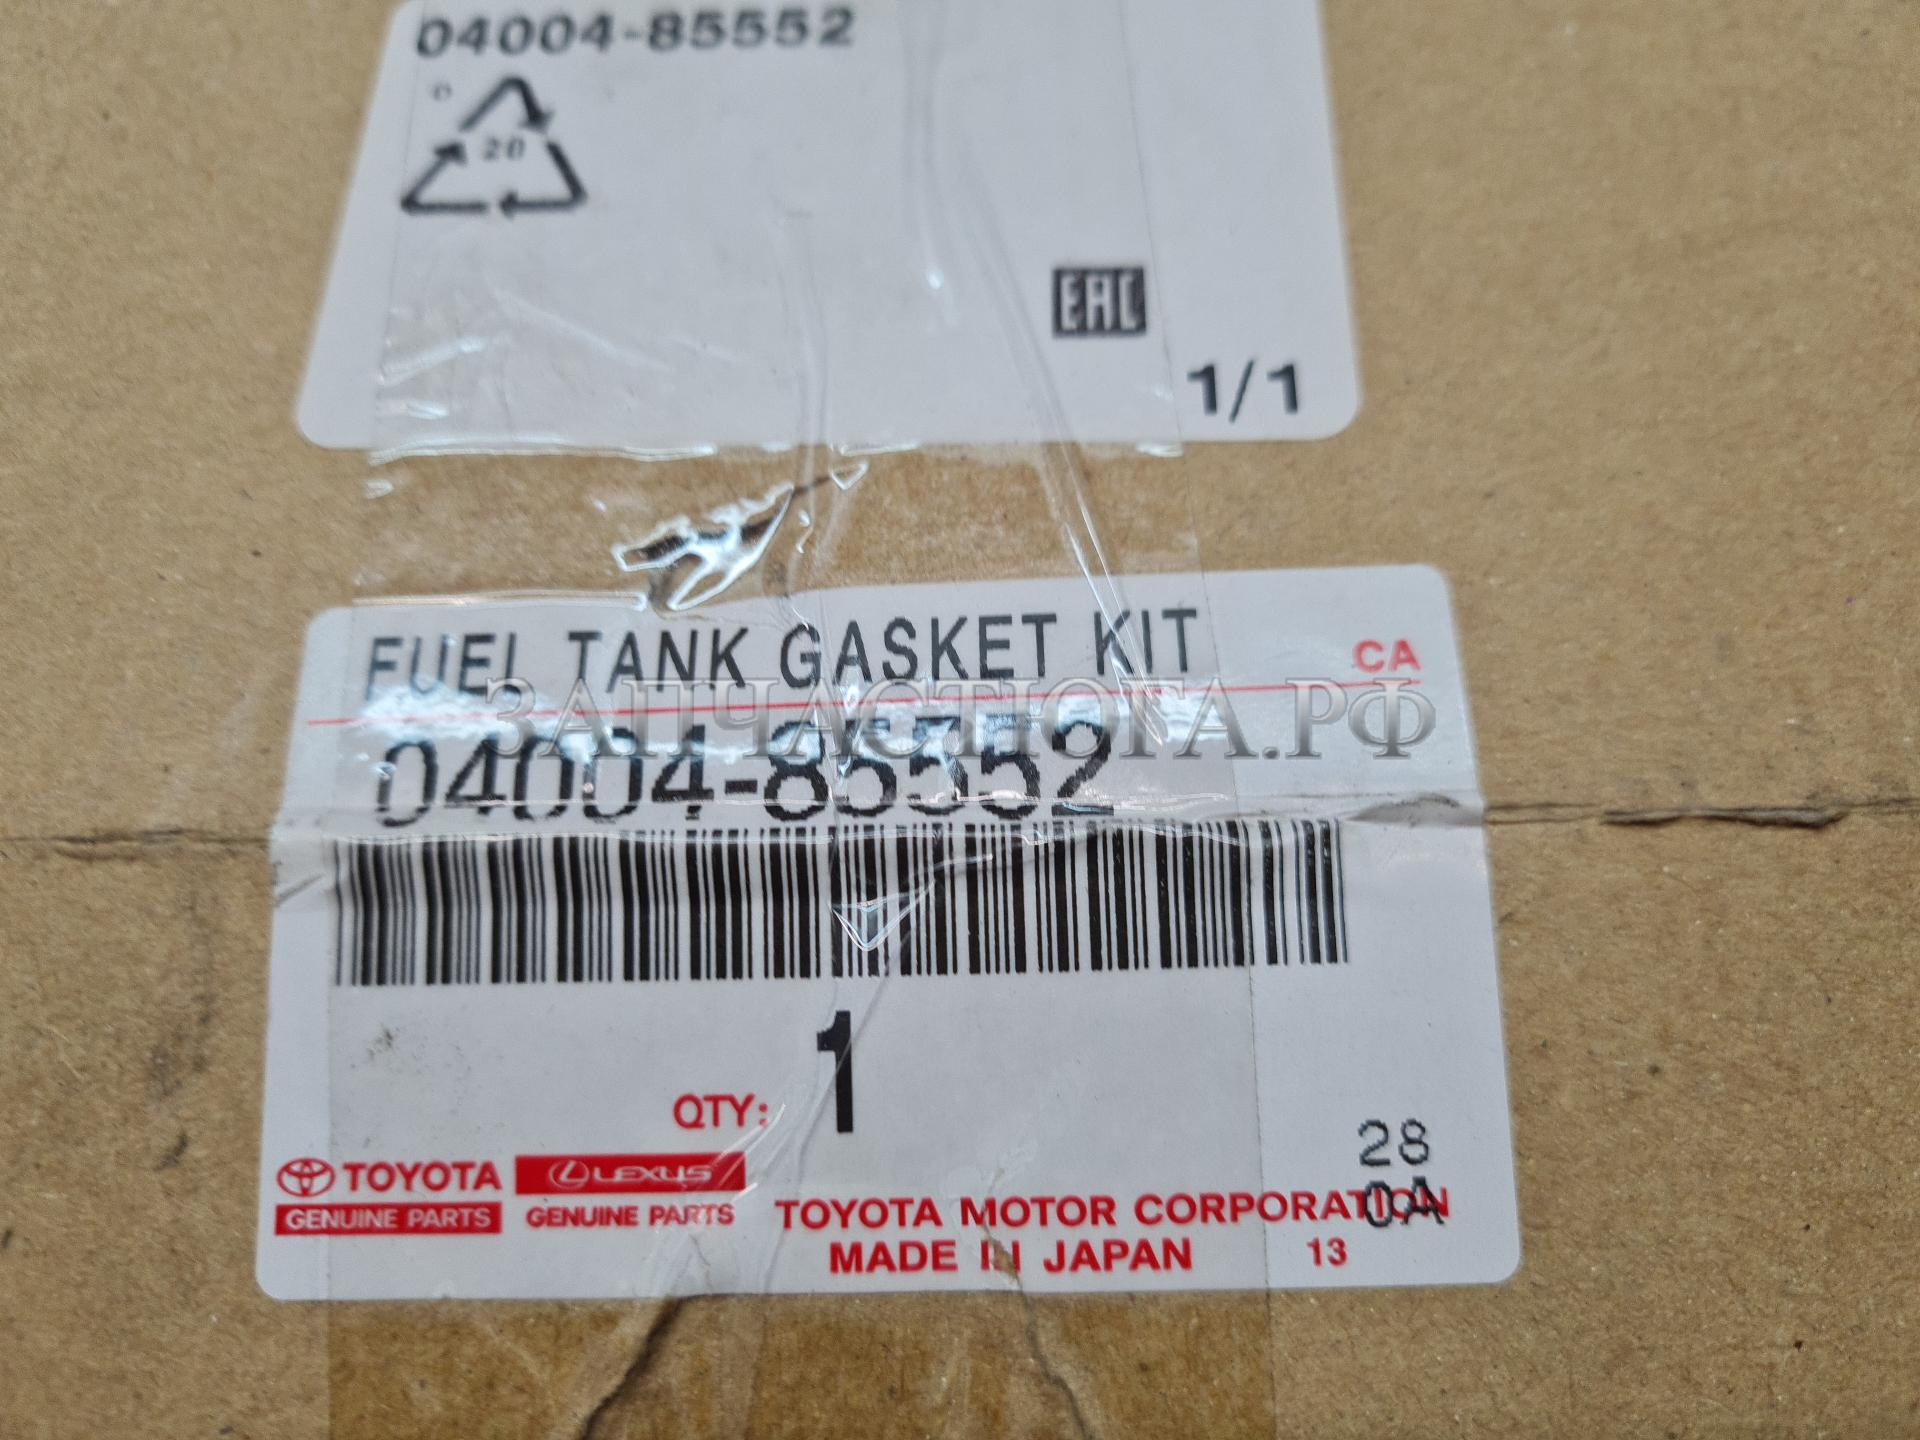 04004-85552
20
EAC
1/1
FUEL TANK GASKET KIT
CA
ЗАПЧАСТЮГА.РФ
04004-85552
1
QTY:
28
0A
TOYOTA
GENUINE PARTS
LEXUS
GENUINE PARTS
TOYOTA MOTOR CORPORATION
MADE IN JAPAN
13